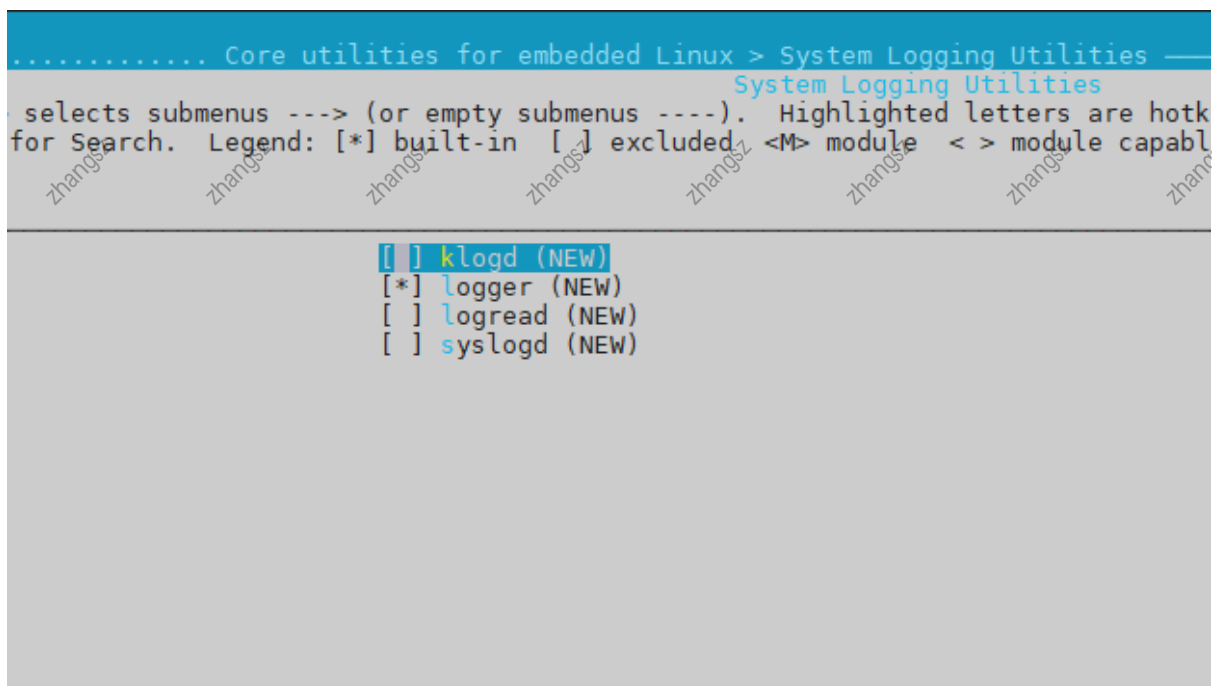 ............. Core utilities for embedded Linux > System Logging Utilities
System Logging Utilities
selects submenus ---> (or empty submenus ----).  Highlighted letters are hotk
for Search.  Legend: [*] built-in  [ ] excluded  <M> module  < > module capabl
zhangsz zhangsz zhangsz zhangsz zhangsz zhangsz zhangsz zhang
[ ] klogd (NEW)
[*] logger (NEW)
[ ] logread (NEW)
[ ] syslogd (NEW)